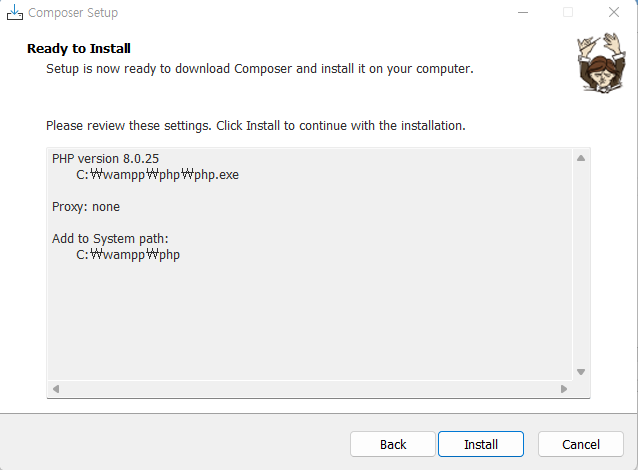 Composer Setup
Ready to Install
Setup is now ready to download Composer and install it on your computer.
Please review these settings. Click Install to continue with the installation.
PHP version 8.0.25
C:₩wampp₩php₩php.exe
Proxy: none
Add to System path:
C:₩wampp₩php
Back
Install
Cancel